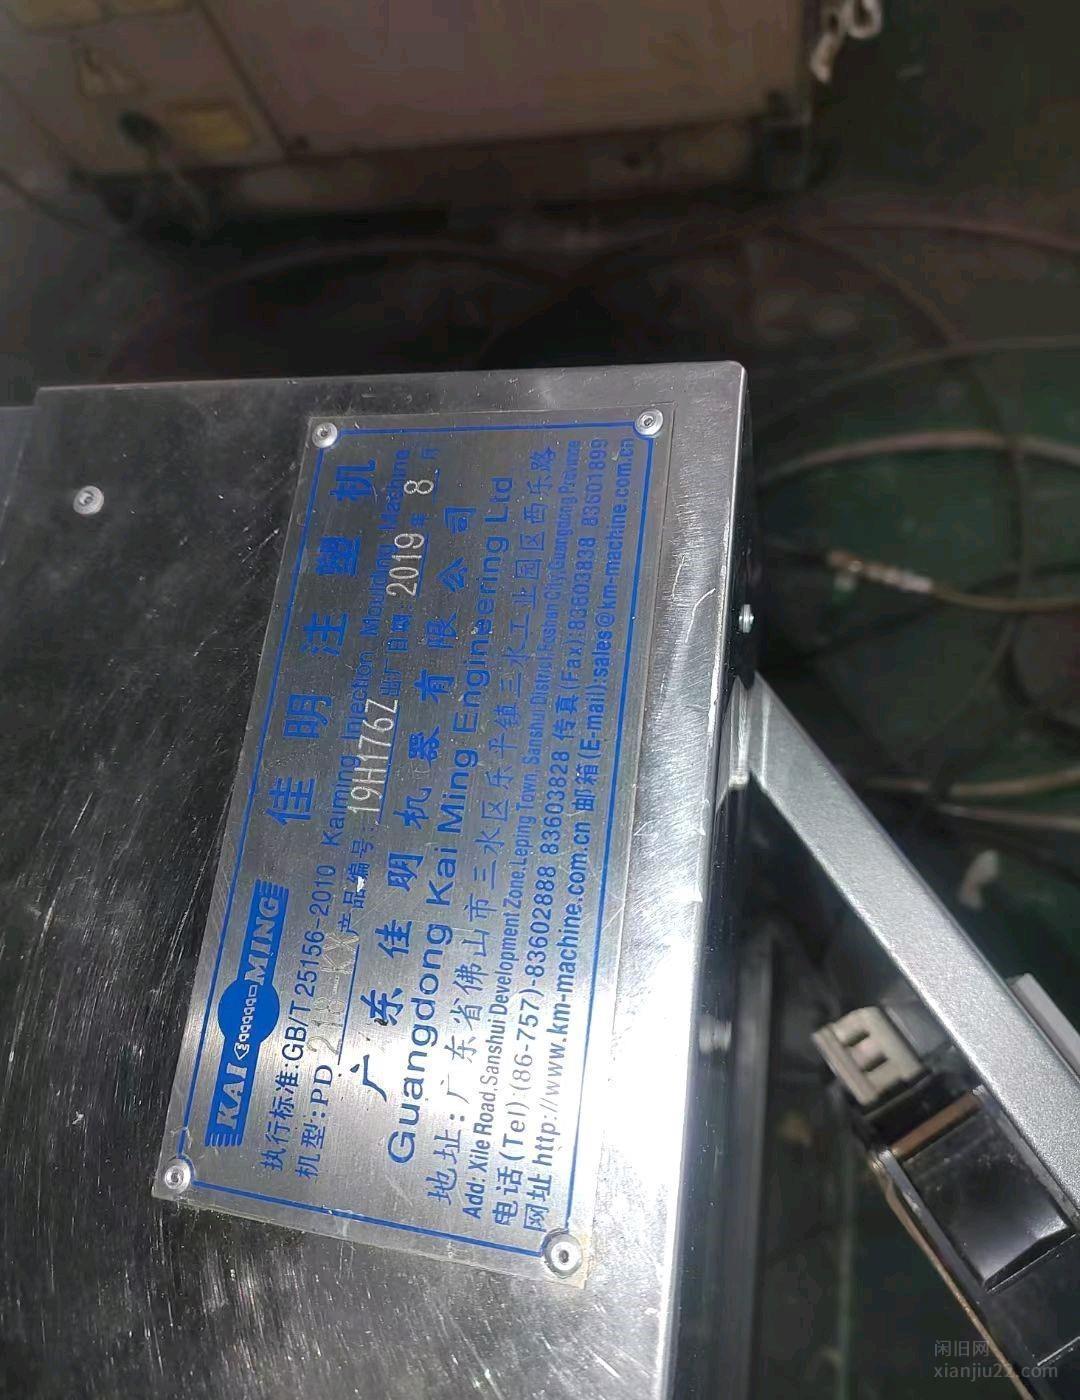 KAI MINGE 佳明注塑机
执行标准:GB/T 25156-2010 Kaiming Injection Moulding Machine
机型:PD 218-KX 产品编号: 19H1176Z 出厂日期: 2019 年 8 月
广东佳明机器有限公司
Guangdong Kai Ming Engineering Ltd
地址:广东省佛山市三水区乐平镇三水工业园区西乐路
Add: Xile Road,Sanshui Development Zone,Leping Town, Sanshui District,Foshan City,Guangdong Province
电话(Tel):(86-757)-83602888 83603828 传真(Fax):83603838 83601899
网址 http://www.km-machine.com.cn 邮箱(E-mail):sales@km-machine.com.cn
闲旧网
xianjiu22.com